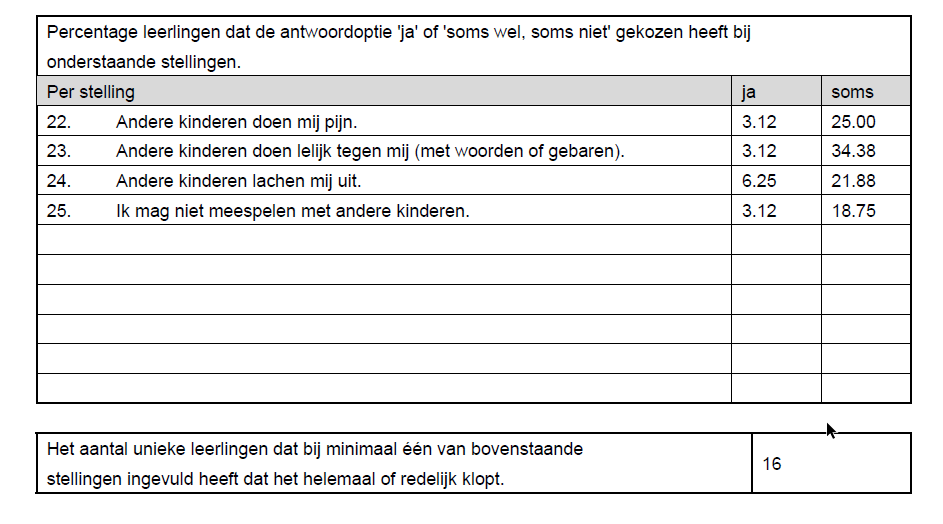 Percentage leerlingen dat de antwoordoptie 'ja' of 'soms wel, soms niet' gekozen heeft bij
onderstaande stellingen.
Per stelling ja soms
22. Andere kinderen doen mij pijn. 3.12 25.00
23. Andere kinderen doen lelijk tegen mij (met woorden of gebaren). 3.12 34.38
24. Andere kinderen lachen mij uit. 6.25 21.88
25. Ik mag niet meespelen met andere kinderen. 3.12 18.75
Het aantal unieke leerlingen dat bij minimaal één van bovenstaande
stellingen ingevuld heeft dat het helemaal of redelijk klopt.
16